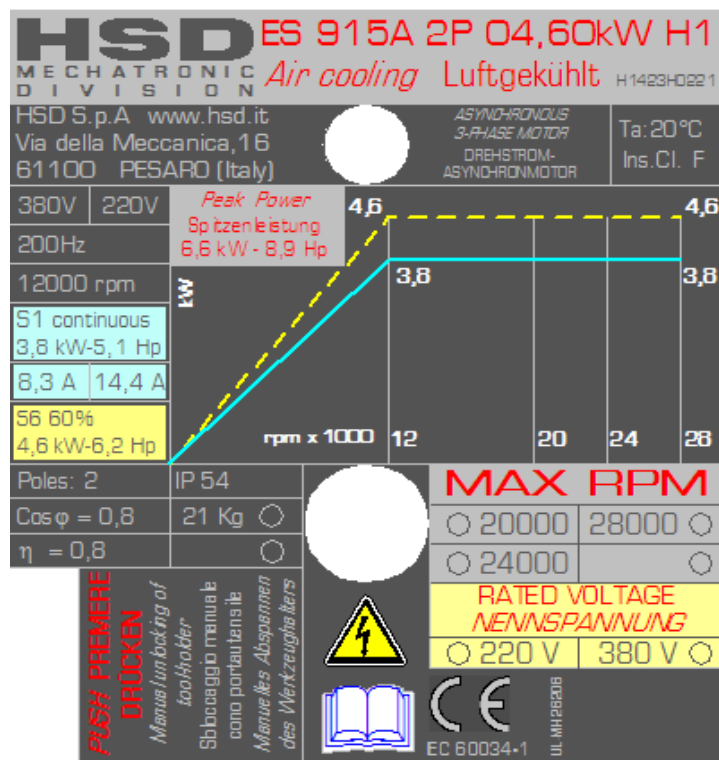 HSD
MECHATRONIC
DIVISION
ES 915A 2P 04,60kW H1
Air cooling Luftgekühlt H1423H0221
HSD S.p.A www.hsd.it
Via della Meccanica,16
61100 PESARO (Italy)
ASYNCHRONOUS
3-PHASE MOTOR
DREHSTROM-
ASYNCHRONMOTOR
Ta:20°C
Ins.Cl. F
380V 220V
200Hz
12000 rpm
S1 continuous
3,8 kW-5,1 Hp
8,3 A 14,4 A
S6 60%
4,6 kW-6,2 Hp
Peak Power
Spitzenleistung
6,6 kW - 8,9 Hp
kW
4,6 4,6
3,8 3,8
rpm x 1000 12 20 24 28
Poles: 2 IP 54
Cosφ = 0,8 21 Kg
η = 0,8
MAX RPM
20000 28000
24000
RATED VOLTAGE
NENNSPANNUNG
220 V 380 V
PUSH PREMERE
DRÜCKEN
Manual unlocking of
toolholder
Sbloccaggio manuale
cono portautensile
Manuelles Abspannen
des Werkzeughalters
CE
EC 60034-1
UL MH26206